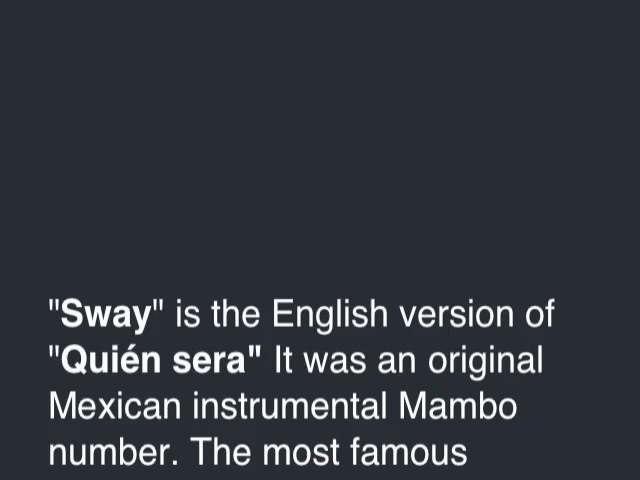 "Sway" is the English version of
"Quién sera" It was an original
Mexican instrumental Mambo
number. The most famous